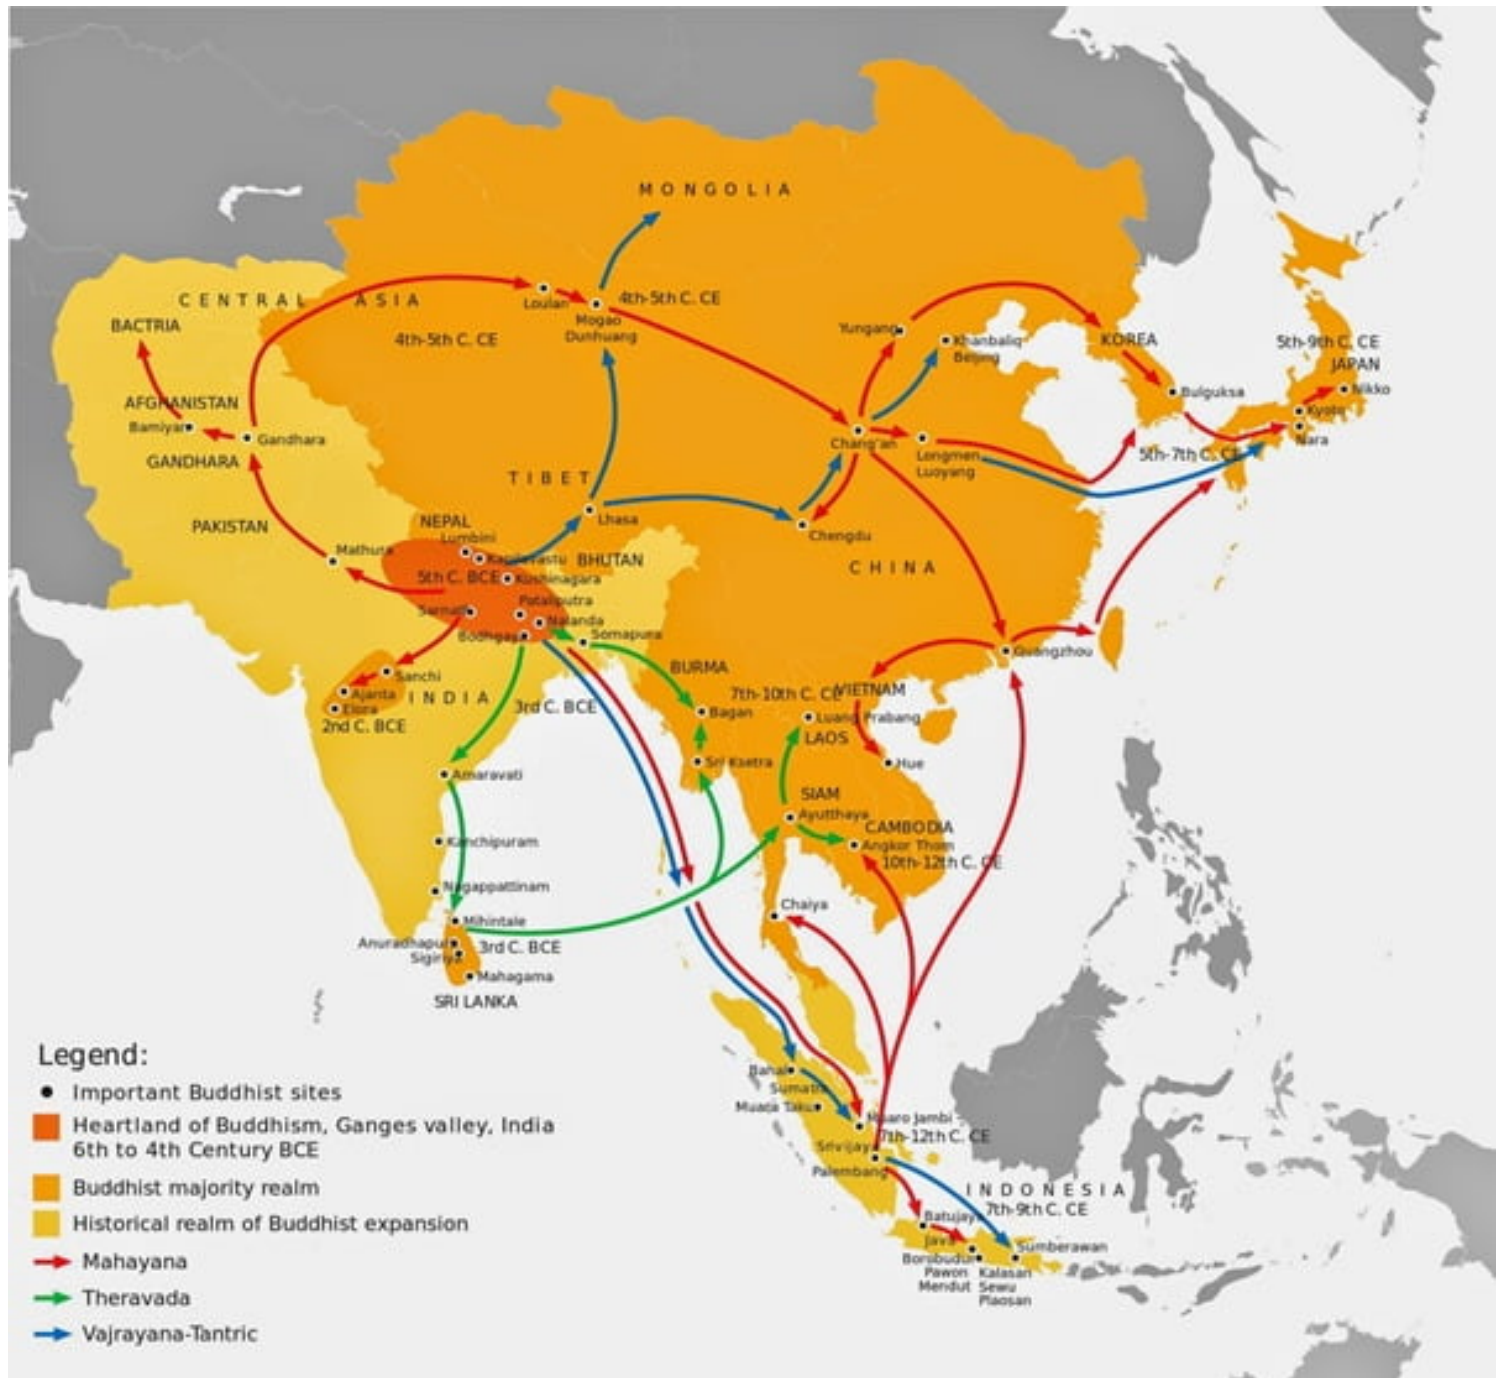 MONGOLIA
CENTRAL ASIA
BACTRIA
Loulan
4th-5th C. CE
Mogao
Dunhuang
4th-5th C. CE
Yungang
Khanbaliq
Beijing
KOREA
5th-9th C. CE
JAPAN
Nikko
Bulguksa
Kyoto
Nara
AFGHANISTAN
Bamiyan
Gandhara
GANDHARA
Chang'an
Longmen
Luoyang
5th-7th C. CE
TIBET
PAKISTAN
NEPAL
Lumbini
Lhasa
Chengdu
Mathura
Kapilavastu
BHUTAN
CHINA
5th C. BCE
Kushinagara
Pataliputra
Sarnath
Nalanda
Bodhgaya
Somapura
Guangzhou
Sanchi
BURMA
Ajanta
INDIA
7th-10th C. CE
VIETNAM
Elora
3rd C. BCE
Bagan
Luang Prabang
2nd C. BCE
LAOS
Sri Ksetra
Hue
Amaravati
SIAM
Ayutthaya
CAMBODIA
Kanchipuram
Angkor Thom
10th-12th C. CE
Nagappattinam
Chaiya
Mihintale
Anuradhapura
3rd C. BCE
Sigiriya
Mahagama
SRI LANKA
Legend:
Important Buddhist sites
Heartland of Buddhism, Ganges valley, India
6th to 4th Century BCE
Buddhist majority realm
Historical realm of Buddhist expansion
Mahayana
Theravada
Vajrayana-Tantric
Bahal
Sumatra
Muara Takus
Muaro Jambi
7th-12th C. CE
Srivijaya
Palembang
INDONESIA
7th-9th C. CE
Batujaya
Java
Sumberawan
Borobudur
Pawon
Mendut
Kalasan
Sewu
Plaosan